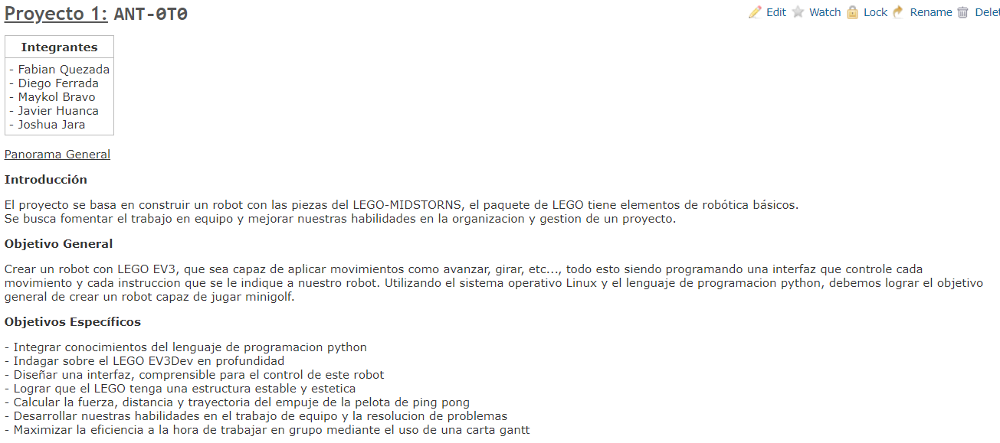 Proyecto 1: ANT-0T0
Edit Watch Lock Rename Delet
Integrantes
- Fabian Quezada
- Diego Ferrada
- Maykol Bravo
- Javier Huanca
- Joshua Jara
Panorama General
Introducción
El proyecto se basa en construir un robot con las piezas del LEGO-MIDSTORNS, el paquete de LEGO tiene elementos de robótica básicos.
Se busca fomentar el trabajo en equipo y mejorar nuestras habilidades en la organizacion y gestion de un proyecto.
Objetivo General
Crear un robot con LEGO EV3, que sea capaz de aplicar movimientos como avanzar, girar, etc..., todo esto siendo programando una interfaz que controle cada
movimiento y cada instruccion que se le indique a nuestro robot. Utilizando el sistema operativo Linux y el lenguaje de programacion python, debemos lograr el objetivo
general de crear un robot capaz de jugar minigolf.
Objetivos Específicos
- Integrar conocimientos del lenguaje de programacion python
- Indagar sobre el LEGO EV3Dev en profundidad
- Diseñar una interfaz, comprensible para el control de este robot
- Lograr que el LEGO tenga una estructura estable y estetica
- Calcular la fuerza, distancia y trayectoria del empuje de la pelota de ping pong
- Desarrollar nuestras habilidades en el trabajo de equipo y la resolucion de problemas
- Maximizar la eficiencia a la hora de trabajar en grupo mediante el uso de una carta gantt